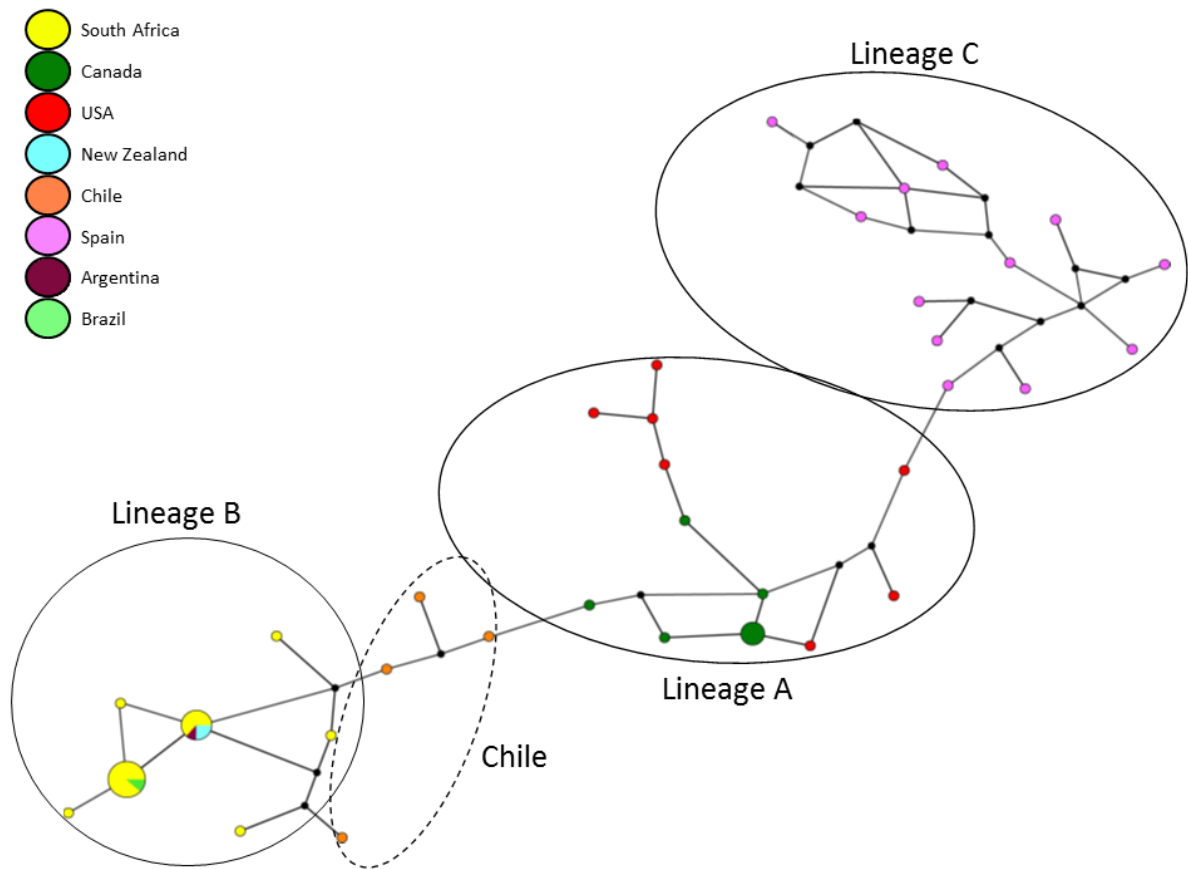 South Africa
Canada
USA
New Zealand
Chile
Spain
Argentina
Brazil
Lineage C
Lineage B
Lineage A
Chile